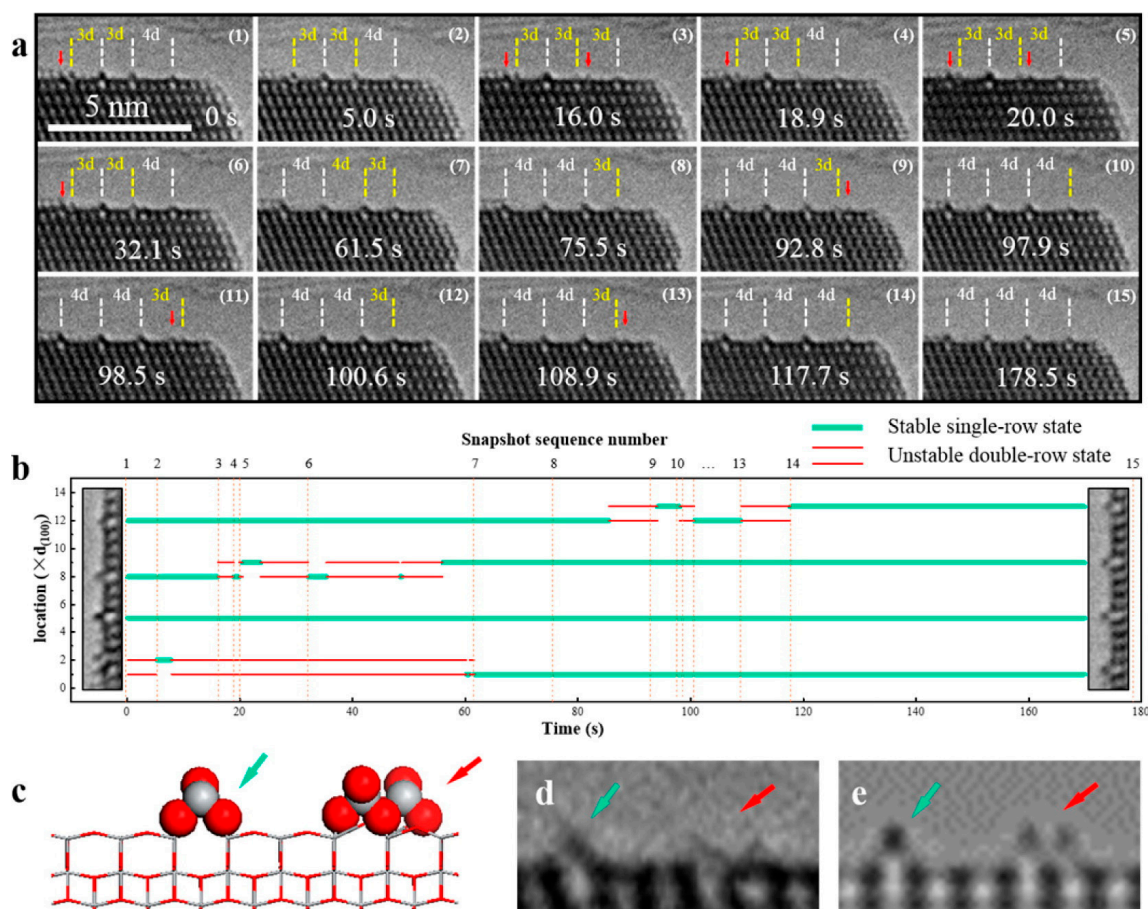 a
3d 3d 4d (1)
5 nm 0 s
3d 3d 4d (2)
5.0 s
3d 3d 3d (3)
16.0 s
3d 3d 4d (4)
18.9 s
3d 3d 3d (5)
20.0 s
3d 3d 4d (6)
32.1 s
4d 4d 3d (7)
61.5 s
4d 4d 3d (8)
75.5 s
4d 4d 3d (9)
92.8 s
4d 4d 4d (10)
97.9 s
4d 4d 3d (11)
98.5 s
4d 4d 3d (12)
100.6 s
4d 4d 3d (13)
108.9 s
4d 4d 4d (14)
117.7 s
4d 4d 4d (15)
178.5 s
b
Snapshot sequence number
Stable single-row state
Unstable double-row state
1 2 3 4 5 6 7 8 9 10 ... 13 14 15
location (×d(100))
14
12
10
8
6
4
2
0
0 20 40 60 80 100 120 140 160 180
Time (s)
c
d
e